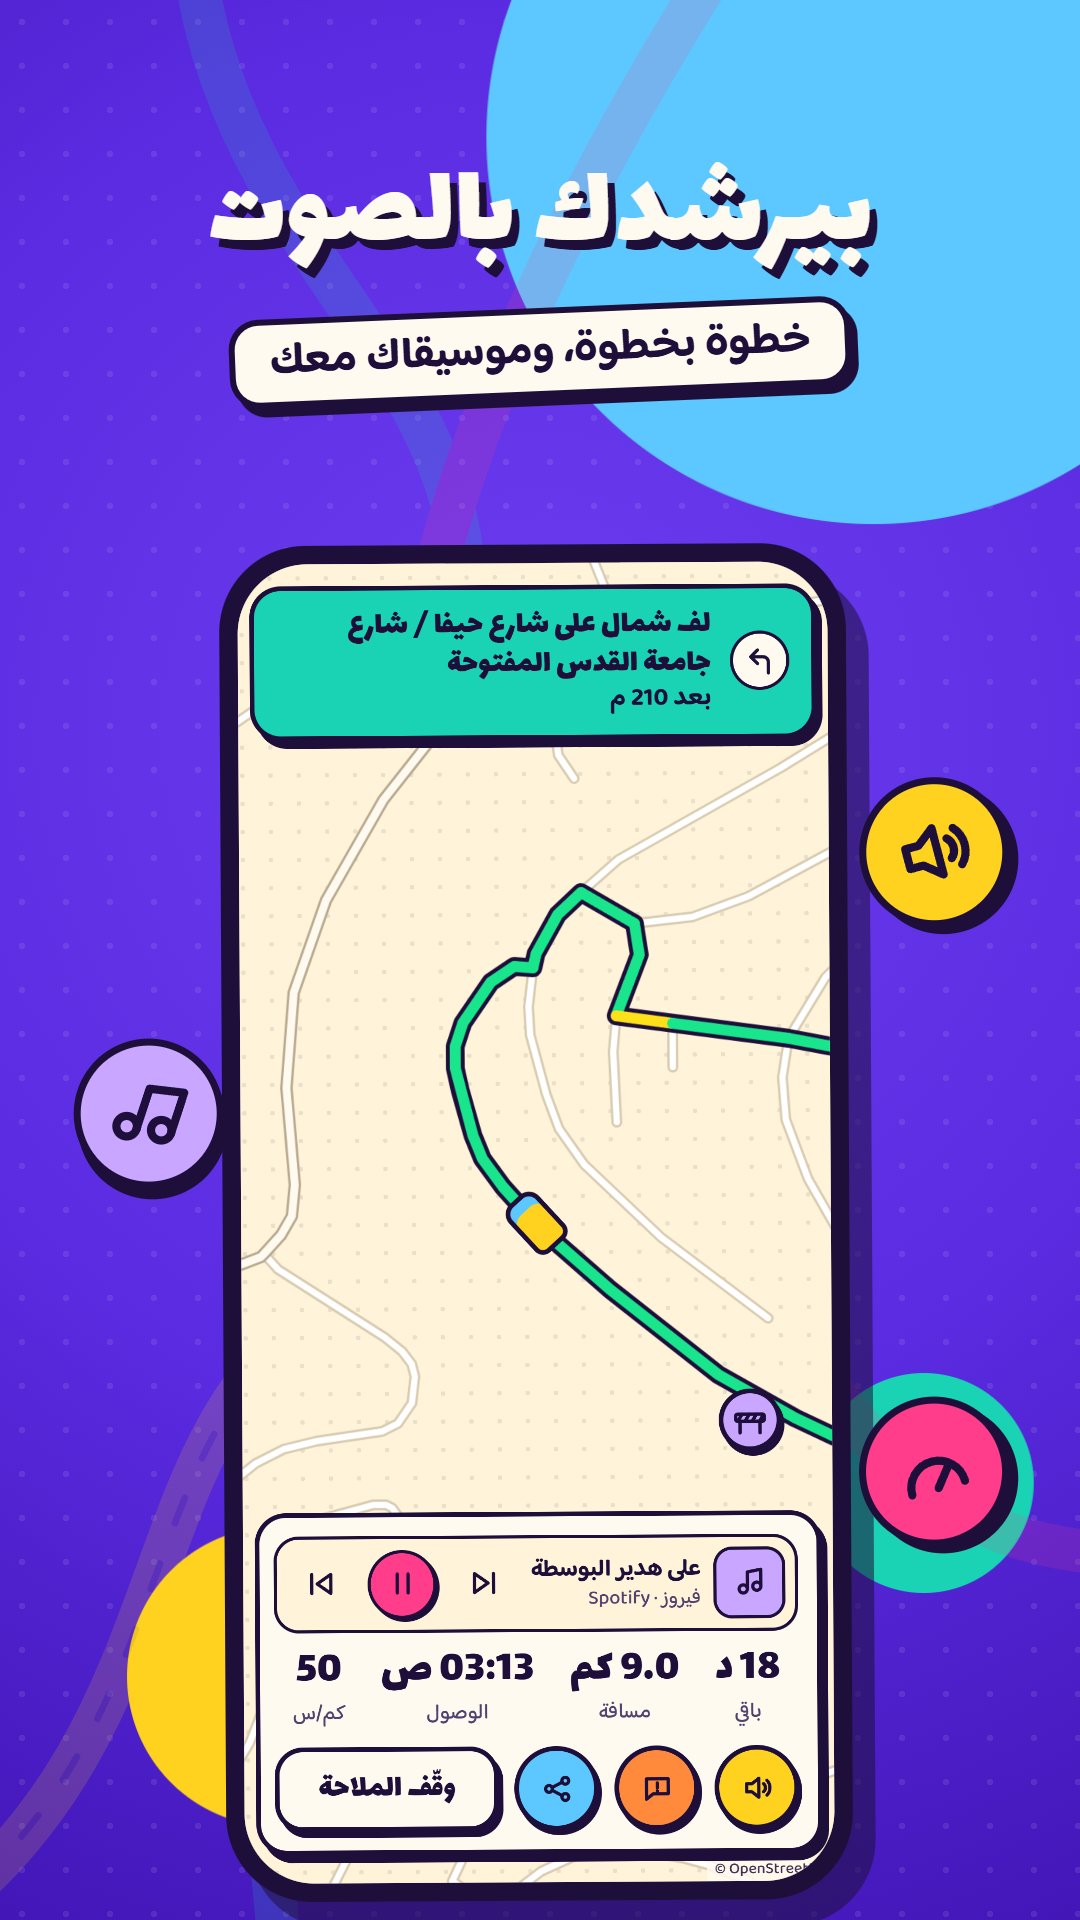 بيرشدك بالصوت
خطوة بخطوة، وموسيقاك معك
لف شمال على شارع حيفا / شارع
جامعة القدس المفتوحة
بعد 210 م
على هدير البوسطة
فيروز · Spotify
18 د
باقي
9.0 كم
مسافة
03:13 ص
الوصول
50
كم/س
وقّف الملاحة
© OpenStreet